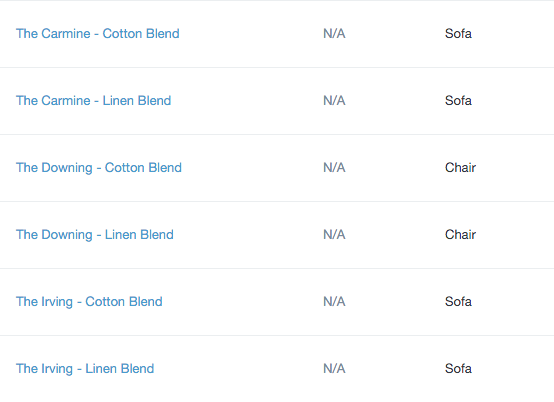 The Carmine - Cotton Blend N/A Sofa
The Carmine - Linen Blend N/A Sofa
The Downing - Cotton Blend N/A Chair
The Downing - Linen Blend N/A Chair
The Irving - Cotton Blend N/A Sofa
The Irving - Linen Blend N/A Sofa